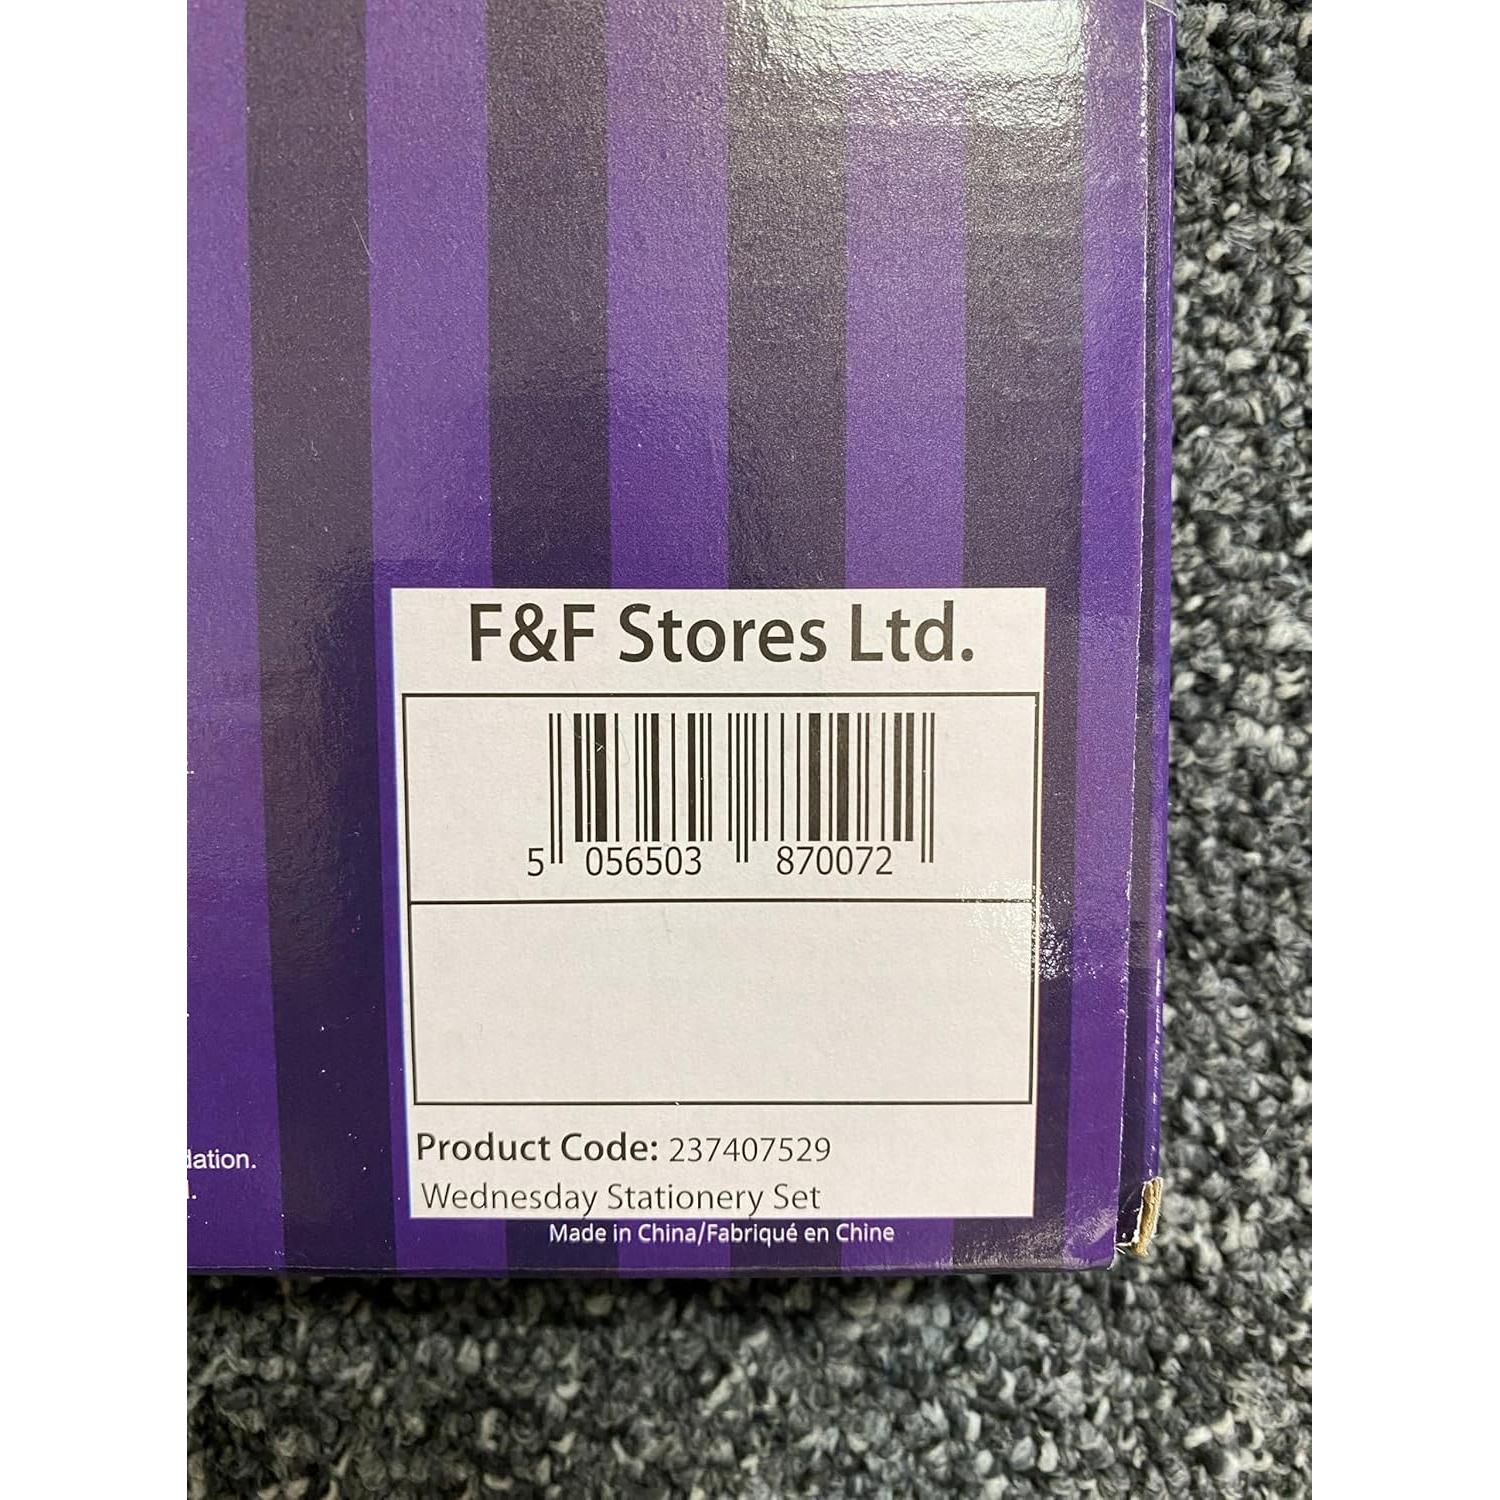 F&F Stores Ltd.
5 056503 870072
dation.
Product Code: 237407529
Wednesday Stationery Set
Made in China/Fabriqué en Chine